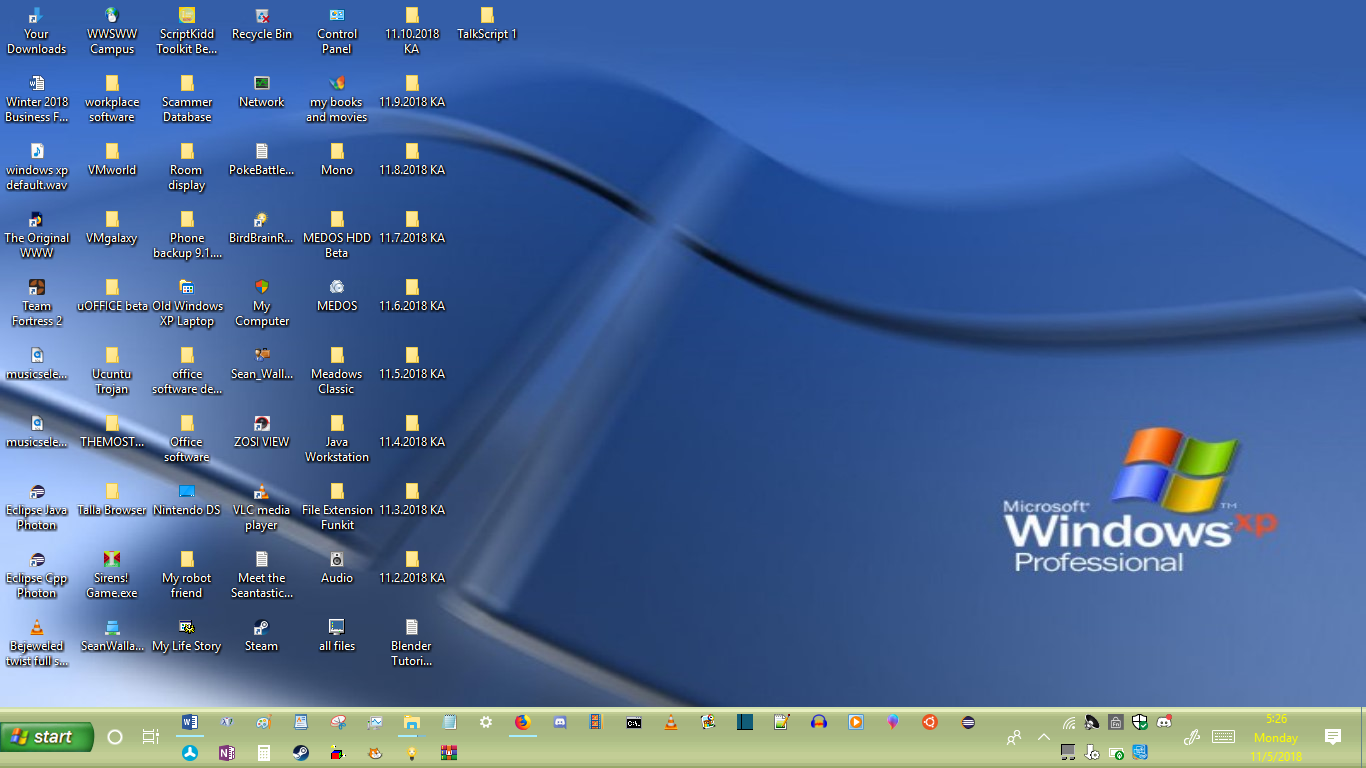 Your
Downloads
WWSWW
Campus
ScriptKidd
Toolkit Be...
Recycle Bin
Control
Panel
11.10.2018
KA
TalkScript 1
Winter 2018
Business F...
workplace
software
Scammer
Database
Network
my books
and movies
11.9.2018 KA
windows xp
default.wav
VMworld
Room
display
PokeBattle...
Mono
11.8.2018 KA
The Original
WWW
VMgalaxy
Phone
backup 9.1....
BirdBrainR...
MEDOS HDD
Beta
11.7.2018 KA
Team
Fortress 2
uOFFICE beta
Old Windows
XP Laptop
My
Computer
MEDOS
11.6.2018 KA
musicsele...
Ucuntu
Trojan
office
software de...
Sean_Wall...
Meadows
Classic
11.5.2018 KA
musicsele...
THEMOST...
Office
software
ZOSI VIEW
Java
Workstation
11.4.2018 KA
Eclipse Java
Photon
Talla Browser
Nintendo DS
VLC media
player
File Extension
Funkit
11.3.2018 KA
Eclipse Cpp
Photon
Sirens!
Game.exe
My robot
friend
Meet the
Seantastic...
Audio
11.2.2018 KA
Bejeweled
twist full s...
SeanWalla...
My Life Story
Steam
all files
Blender
Tutori...
Microsoft®
Windows xp™
Professional
start
5:26
Monday
11/5/2018